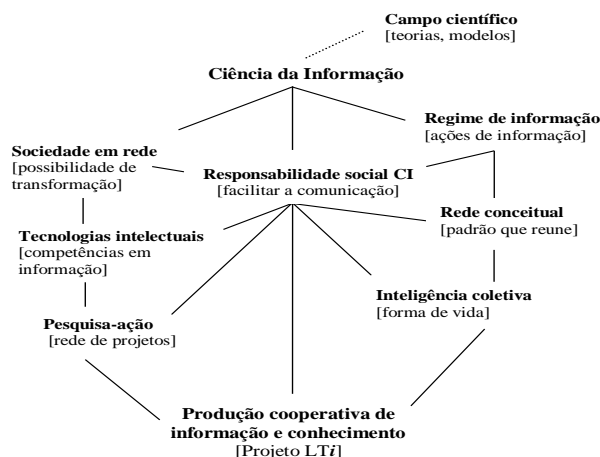 Campo científico
[teorias, modelos]
Ciência da Informação
Regime de informação
[ações de informação]
Sociedade em rede
[possibilidade de
transformação]
Responsabilidade social CI
[facilitar a comunicação]
Rede conceitual
[padrão que reune]
Tecnologias intelectuais
[competências em
informação]
Inteligência coletiva
[forma de vida]
Pesquisa-ação
[rede de projetos]
Produção cooperativa de
informação e conhecimento
[Projeto LTi]